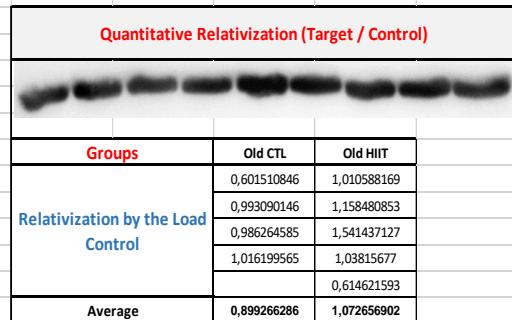 Quantitative Relativization (Target / Control)
Groups Old CTL Old HIIT
Relativization by the Load Control
0,601510846 1,010588169
0,993090146 1,158480853
0,986264585 1,541437127
1,016199565 1,03815677
0,614621593
Average 0,899266286 1,072656902